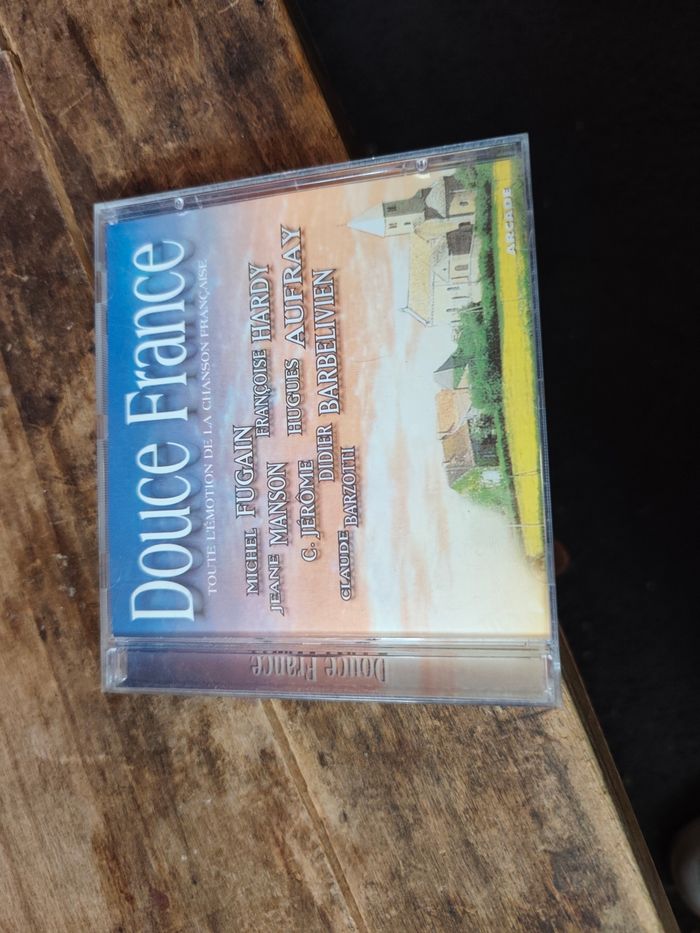 Douce France
TOUTE L'ÉMOTION DE LA CHANSON FRANÇAISE
MICHEL FUGAIN
FRANÇOISE HARDY
JEANE MANSON
HUGUES AUFRAY
C. JÉRÔME
DIDIER BARBELIVIEN
CLAUDE BARZOTTI
ARCADE
Douce France